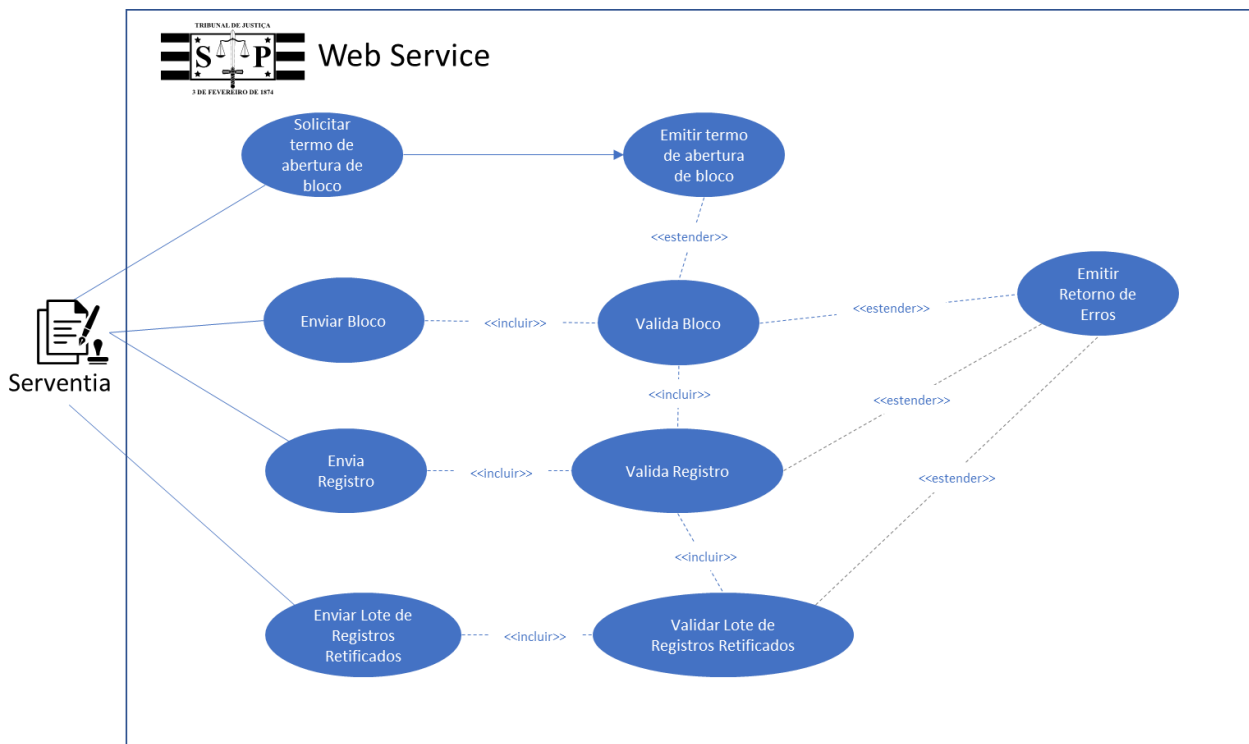 TRIBUNAL DE JUSTIÇA
S P
3 DE FEVEREIRO DE 1874
Web Service
Solicitar
termo de
abertura de
bloco
Emitir termo
de abertura
de bloco
<<estender>>
Emitir
Retorno de
Erros
Enviar Bloco
<<incluir>>
Valida Bloco
<<estender>>
Serventia
<<incluir>>
<<estender>>
Envia
Registro
<<incluir>>
Valida Registro
<<estender>>
<<incluir>>
Enviar Lote de
Registros
Retificados
<<incluir>>
Validar Lote de
Registros Retificados